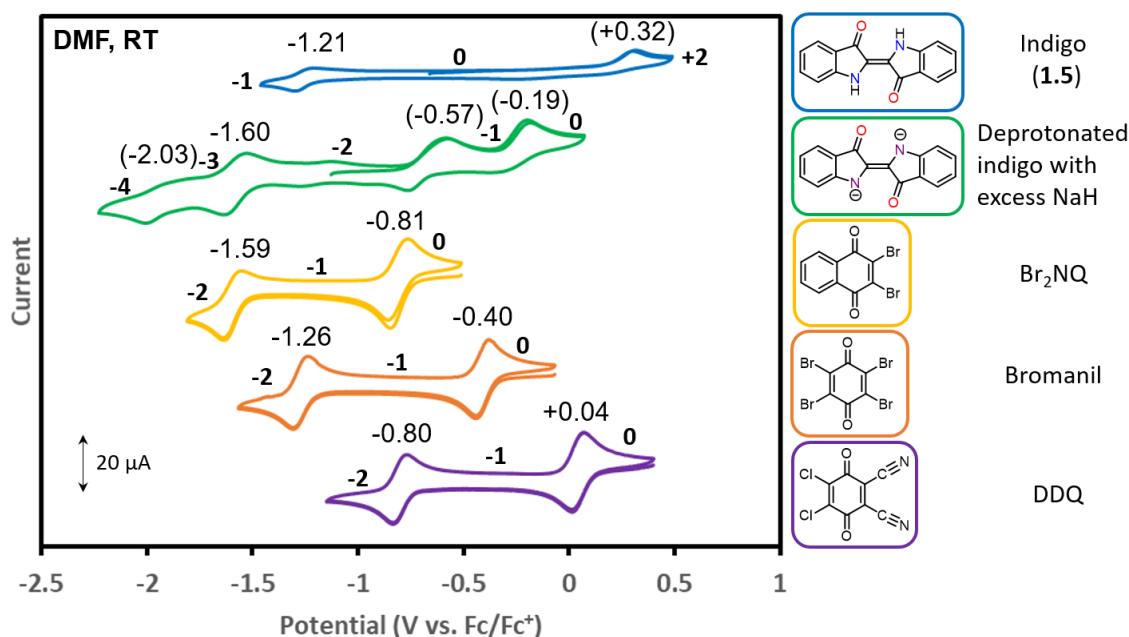 DMF, RT
-1.21
(+0.32)
0
-1
+2
O
H
N
N
H
O
Indigo
(1.5)
(-0.19)
(-0.57)
-1.60
-1
0
-2
(-2.03)
-3
-4
O
N
⊖
N
⊖
O
Deprotonated
indigo with
excess NaH
-0.81
0
-1.59
-1
-2
O
Br
Br
O
Br₂NQ
-0.40
-1.26
0
-1
-2
O
Br
Br
Br
Br
O
Bromanil
+0.04
-0.80
0
-1
-2
20 µA
O
Cl
C
N
Cl
C
N
O
DDQ
Current
-2.5 -2 -1.5 -1 -0.5 0 0.5 1
Potential (V vs. Fc/Fc⁺)